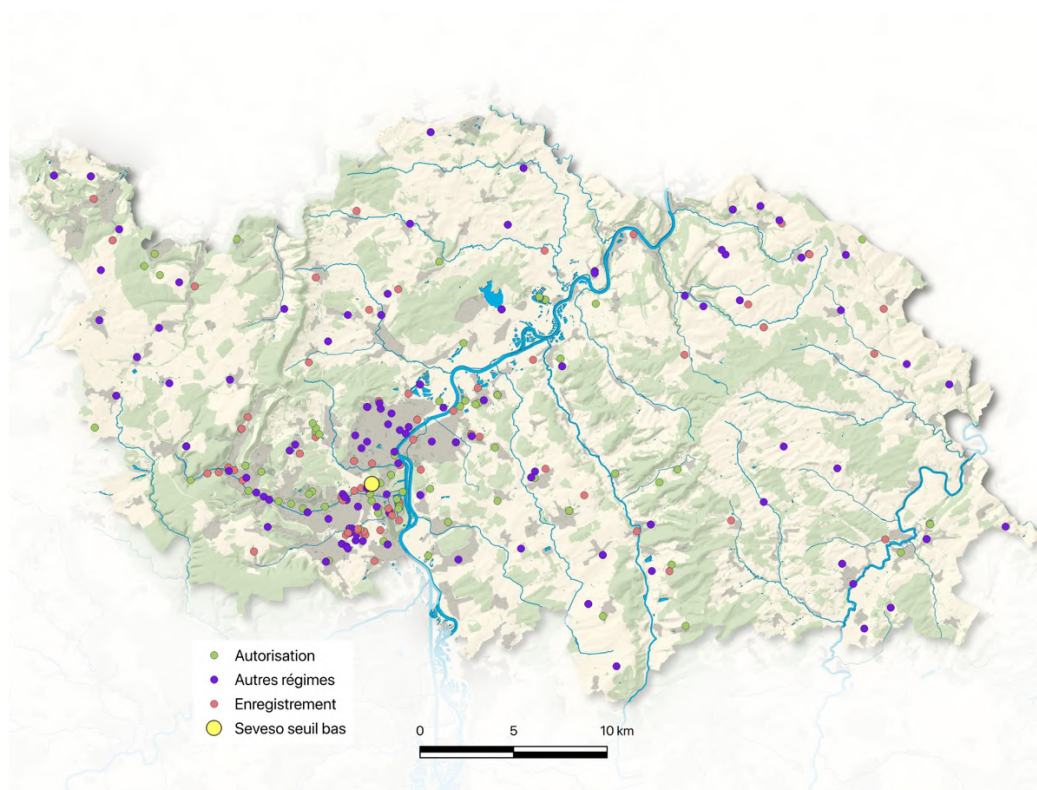 Autorisation
Autres régimes
Enregistrement
Seveso seuil bas
0 5 10 km